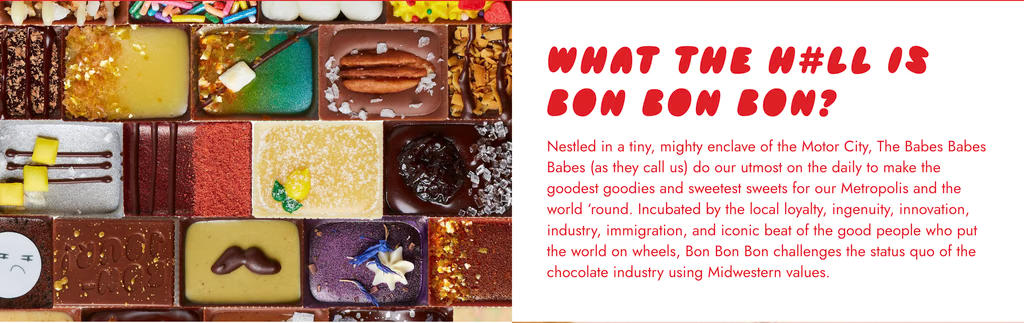 WHAT THE H#LL IS
BON BON BON?
Nestled in a tiny, mighty enclave of the Motor City, The Babes Babes
Babes (as they call us) do our utmost on the daily to make the
goodest goodies and sweetest sweets for our Metropolis and the
world ‘round. Incubated by the local loyalty, ingenuity, innovation,
industry, immigration, and iconic beat of the good people who put
the world on wheels, Bon Bon Bon challenges the status quo of the
chocolate industry using Midwestern values.